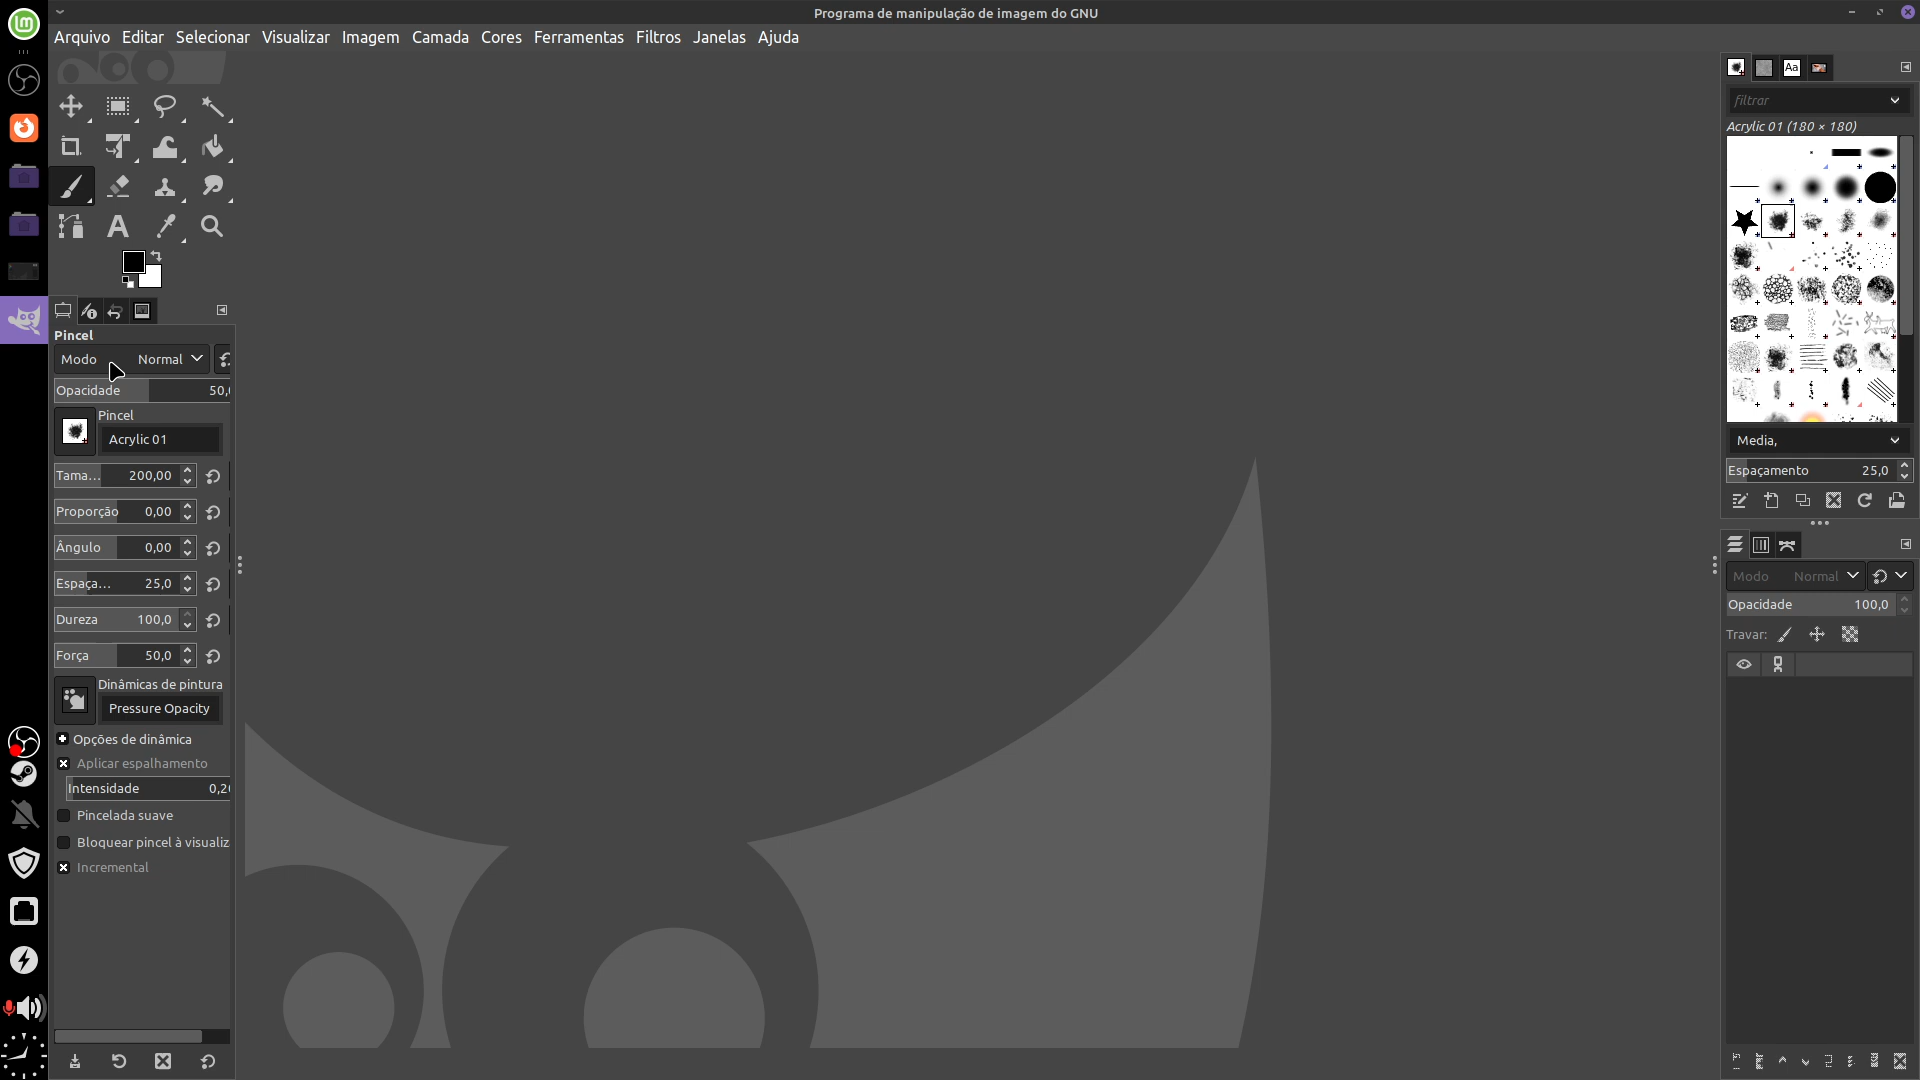 Programa de manipulação de imagem do GNU
Arquivo Editar Selecionar Visualizar Imagem Camada Cores Ferramentas Filtros Janelas Ajuda
Aa
filtrar
Acrylic 01 (180 × 180)
Pincel
Modo Normal
Opacidade 50,
Pincel
Acrylic 01
Tama... 200,00
Proporção 0,00
Ângulo 0,00
Espaça... 25,0
Dureza 100,0
Força 50,0
Dinâmicas de pintura
Pressure Opacity
Opções de dinâmica
Aplicar espalhamento
Intensidade 0,20
Pincelada suave
Bloquear pincel à visualiz
Incremental
Media,
Espaçamento 25,0
Modo Normal
Opacidade 100,0
Travar: